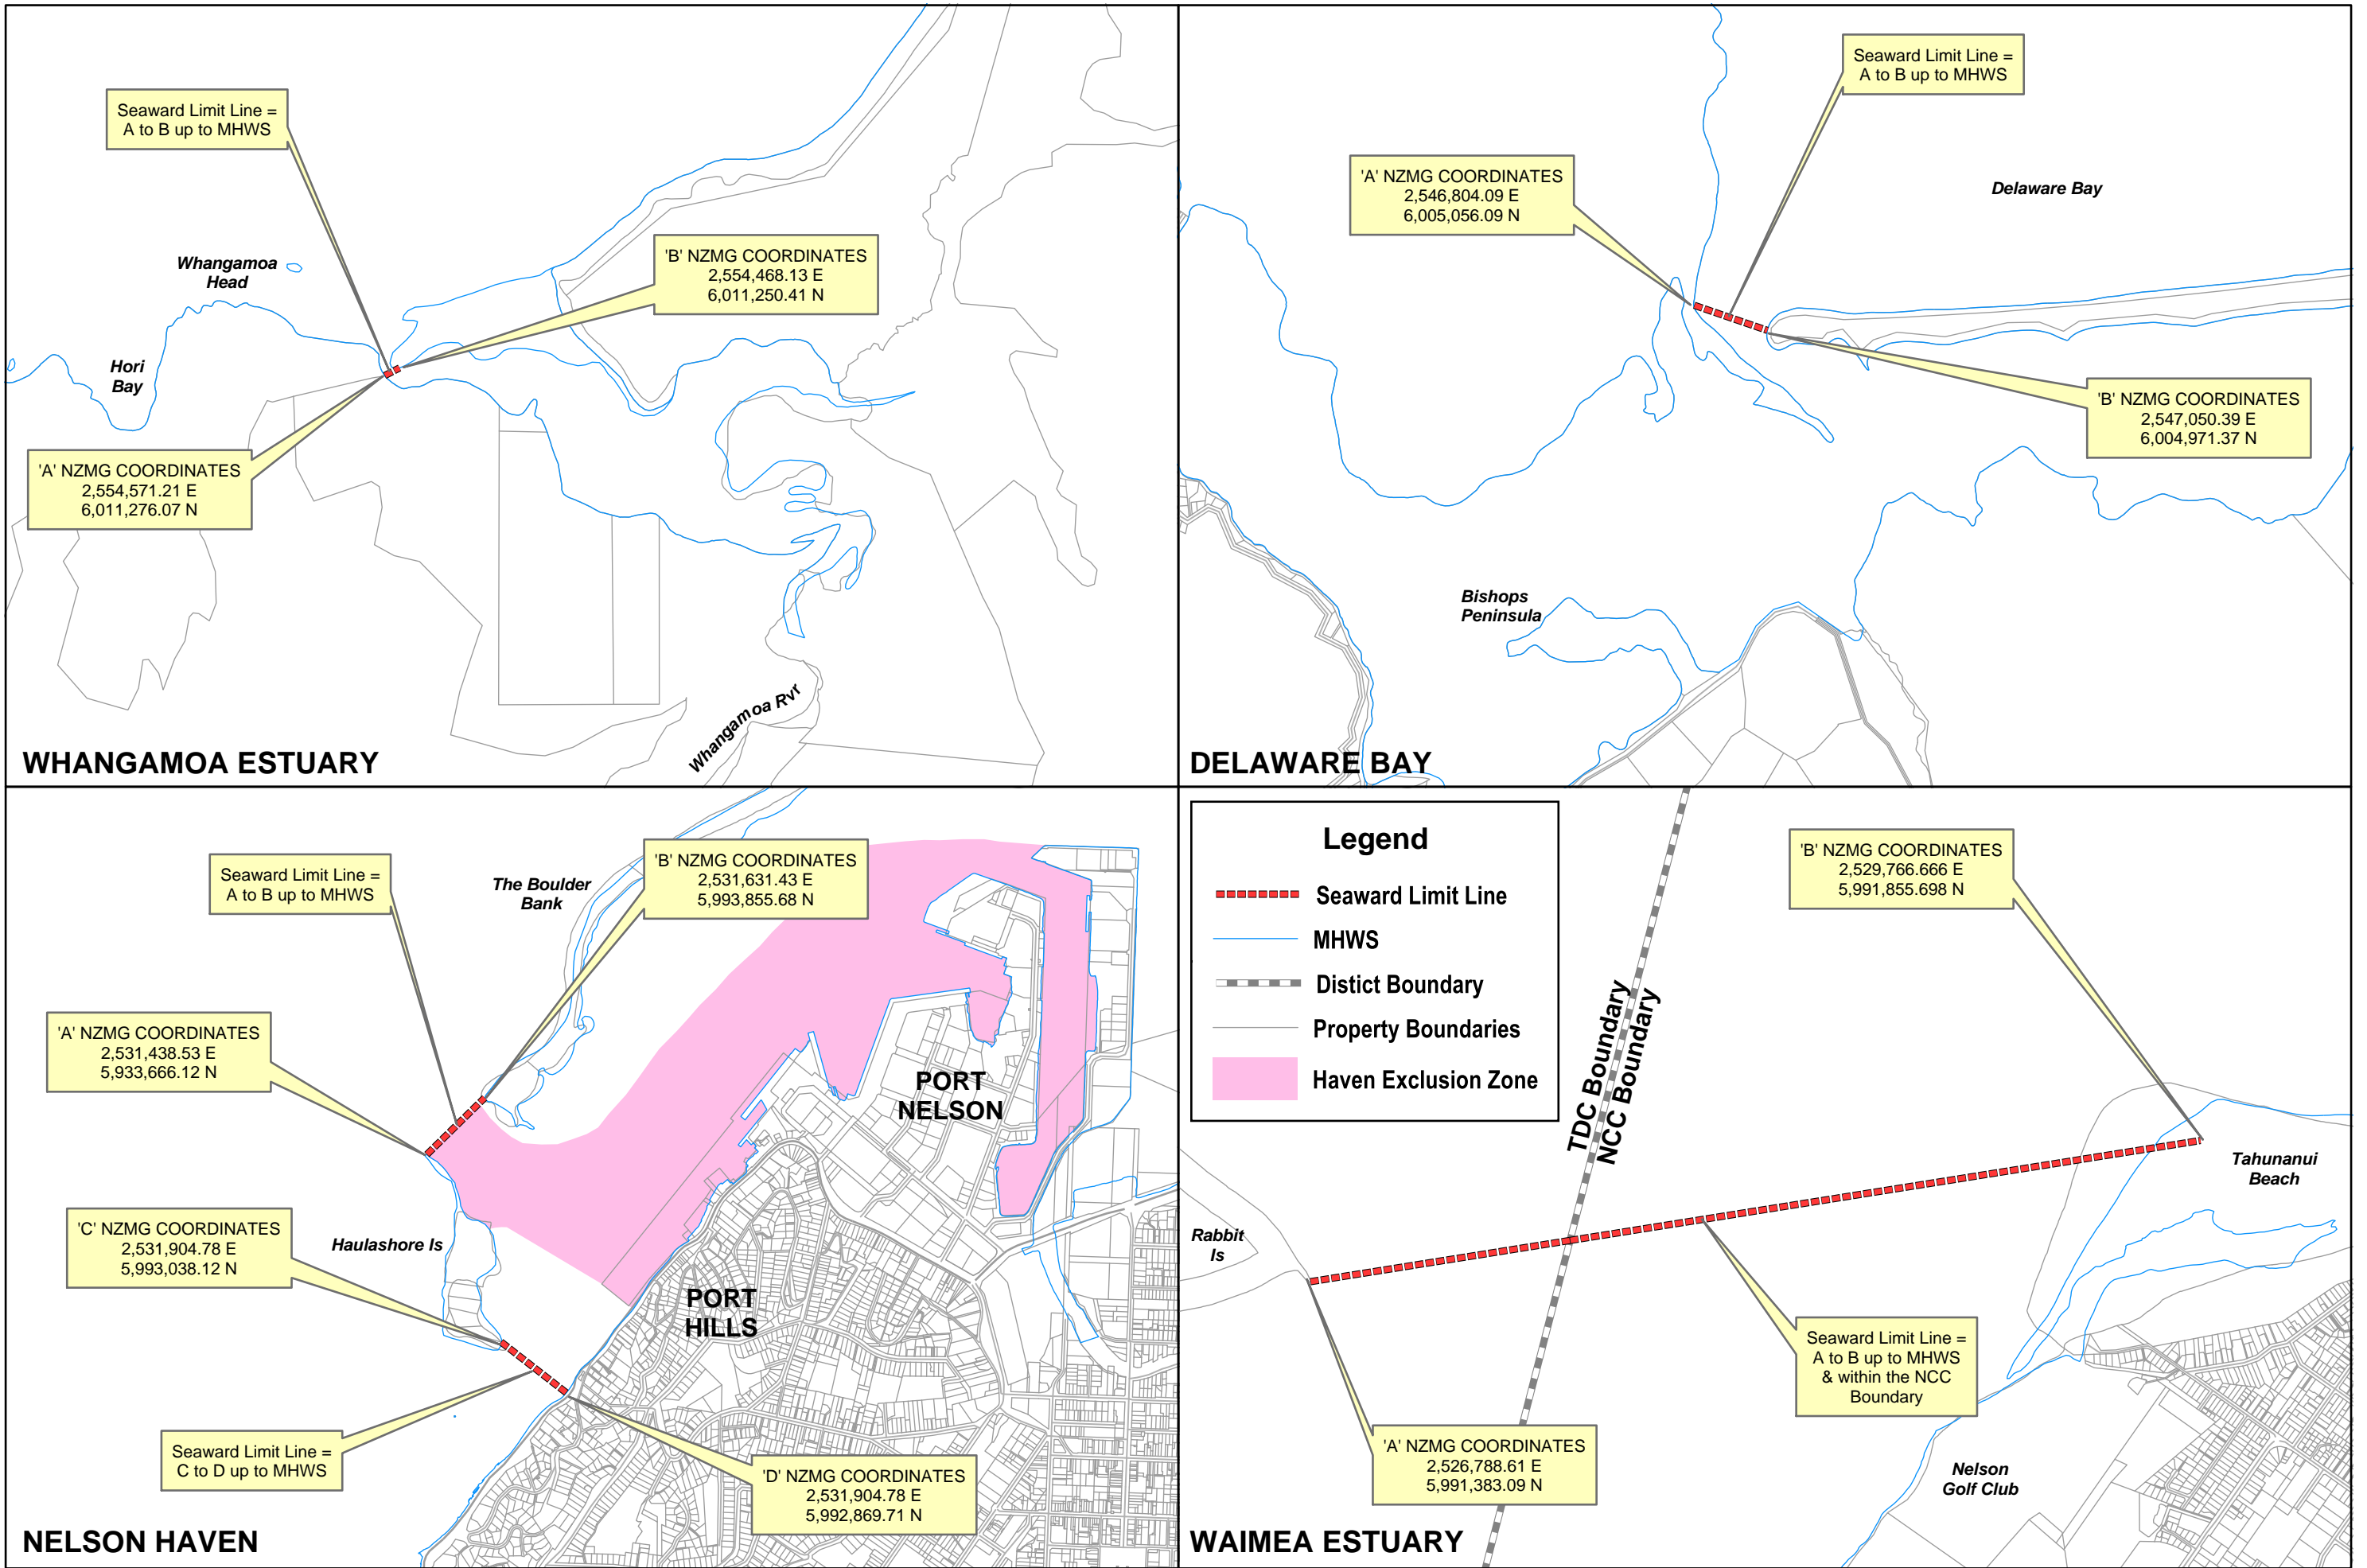 Seaward Limit Line =
A to B up to MHWS
Whangamoa
Head
'B' NZMG COORDINATES
2,554,468.13 E
6,011,250.41 N
Hori
Bay
'A' NZMG COORDINATES
2,554,571.21 E
6,011,276.07 N
Whangamoa Rvr
WHANGAMOA ESTUARY
Seaward Limit Line =
A to B up to MHWS
'A' NZMG COORDINATES
2,546,804.09 E
6,005,056.09 N
Delaware Bay
'B' NZMG COORDINATES
2,547,050.39 E
6,004,971.37 N
Bishops
Peninsula
DELAWARE BAY
Seaward Limit Line =
A to B up to MHWS
The Boulder
Bank
'B' NZMG COORDINATES
2,531,631.43 E
5,993,855.68 N
'A' NZMG COORDINATES
2,531,438.53 E
5,933,666.12 N
PORT
NELSON
'C' NZMG COORDINATES
2,531,904.78 E
5,993,038.12 N
Haulashore Is
PORT
HILLS
Seaward Limit Line =
C to D up to MHWS
'D' NZMG COORDINATES
2,531,904.78 E
5,992,869.71 N
NELSON HAVEN
Legend
Seaward Limit Line
MHWS
Distict Boundary
Property Boundaries
Haven Exclusion Zone
'B' NZMG COORDINATES
2,529,766.666 E
5,991,855.698 N
TDC Boundary
NCC Boundary
Tahunanui
Beach
Rabbit
Is
Seaward Limit Line =
A to B up to MHWS
& within the NCC
Boundary
'A' NZMG COORDINATES
2,526,788.61 E
5,991,383.09 N
Nelson
Golf Club
WAIMEA ESTUARY